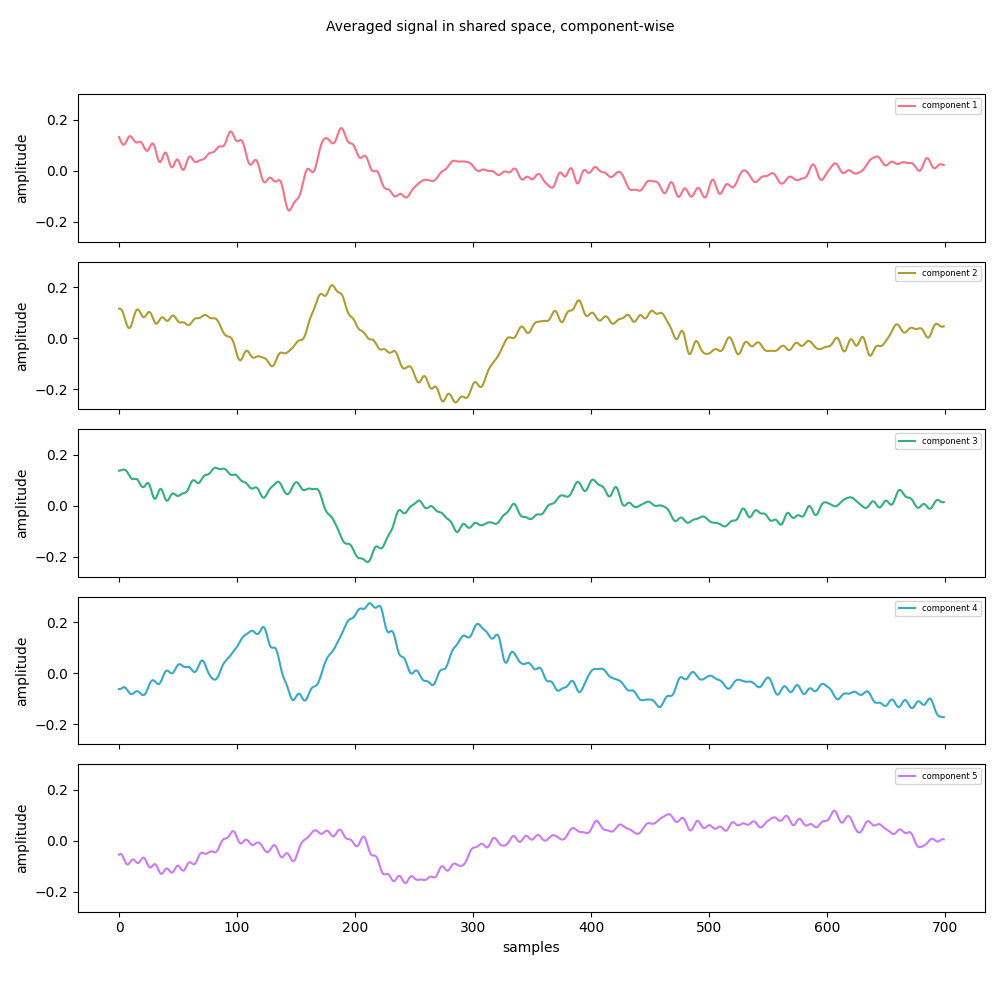 Averaged signal in shared space, component-wise
amplitude
0.2
0.0
−0.2
component 1
amplitude
0.2
0.0
−0.2
component 2
amplitude
0.2
0.0
−0.2
component 3
amplitude
0.2
0.0
−0.2
component 4
amplitude
0.2
0.0
−0.2
component 5
0 100 200 300 400 500 600 700
samples